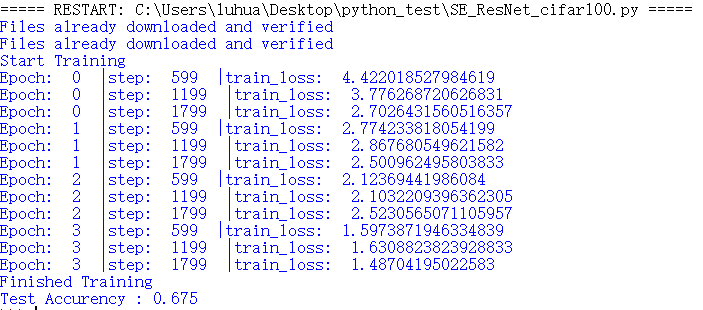 ===== RESTART: C:\Users\luhua\Desktop\python_test\SE_ResNet_cifar100.py =====
Files already downloaded and verified
Files already downloaded and verified
Start Training
Epoch:  0  |step:  599  |train_loss:  4.422018527984619
Epoch:  0  |step:  1199  |train_loss:  3.776268720626831
Epoch:  0  |step:  1799  |train_loss:  2.7026431560516357
Epoch:  1  |step:  599  |train_loss:  2.774233818054199
Epoch:  1  |step:  1199  |train_loss:  2.867680549621582
Epoch:  1  |step:  1799  |train_loss:  2.500962495803833
Epoch:  2  |step:  599  |train_loss:  2.12369441986084
Epoch:  2  |step:  1199  |train_loss:  2.1032209396362305
Epoch:  2  |step:  1799  |train_loss:  2.5230565071105957
Epoch:  3  |step:  599  |train_loss:  1.5973871946334839
Epoch:  3  |step:  1199  |train_loss:  1.6308823823928833
Epoch:  3  |step:  1799  |train_loss:  1.48704195022583
Finished Training
Test Accurency : 0.675